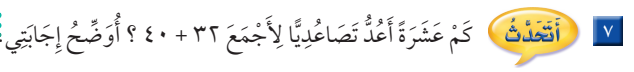 ٧ أَتَحَدَّثُ كَمْ عَشَرَةً أَعُدُّ تَصَاعُدِيًّا لِأَجْمَعَ ٣٢ + ٤٠ ؟ أُوَضِّحُ إِجَابَتِي.